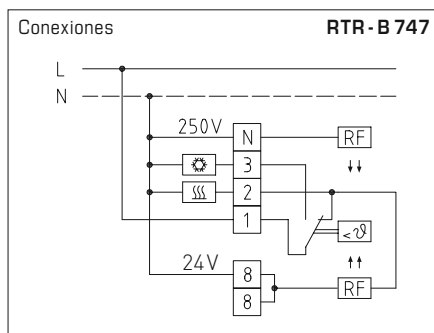 Conexiones RTR-B 747
L
N
250V N RF
3
2
1
<ϑ
24V 8
RF
8